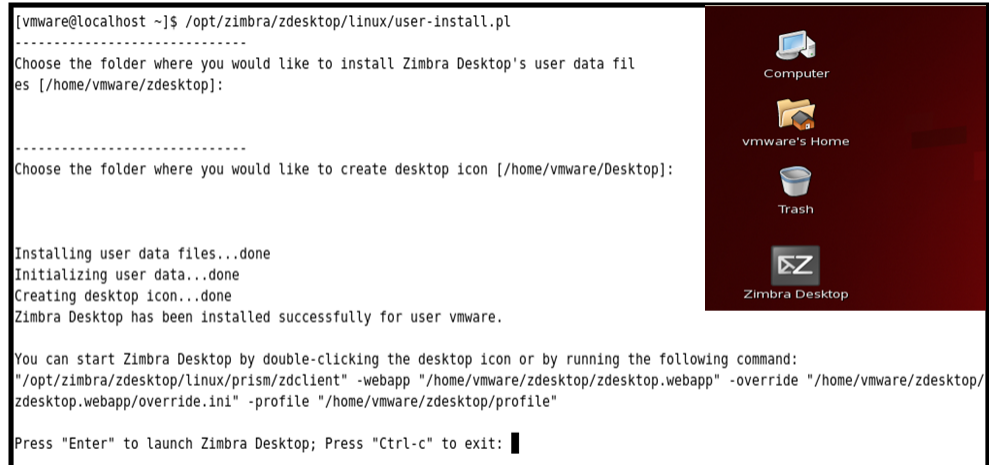 [vmware@localhost ~]$ /opt/zimbra/zdesktop/linux/user-install.pl
------------------------------
Choose the folder where you would like to install Zimbra Desktop's user data fil
es [/home/vmware/zdesktop]:
------------------------------
Choose the folder where you would like to create desktop icon [/home/vmware/Desktop]:
Installing user data files...done
Initializing user data...done
Creating desktop icon...done
Zimbra Desktop has been installed successfully for user vmware.
You can start Zimbra Desktop by double-clicking the desktop icon or by running the following command:
"/opt/zimbra/zdesktop/linux/prism/zdclient" -webapp "/home/vmware/zdesktop/zdesktop.webapp" -override "/home/vmware/zdesktop/
zdesktop.webapp/override.ini" -profile "/home/vmware/zdesktop/profile"
Press "Enter" to launch Zimbra Desktop; Press "Ctrl-c" to exit:
Computer
vmware's Home
Trash
Z
Zimbra Desktop